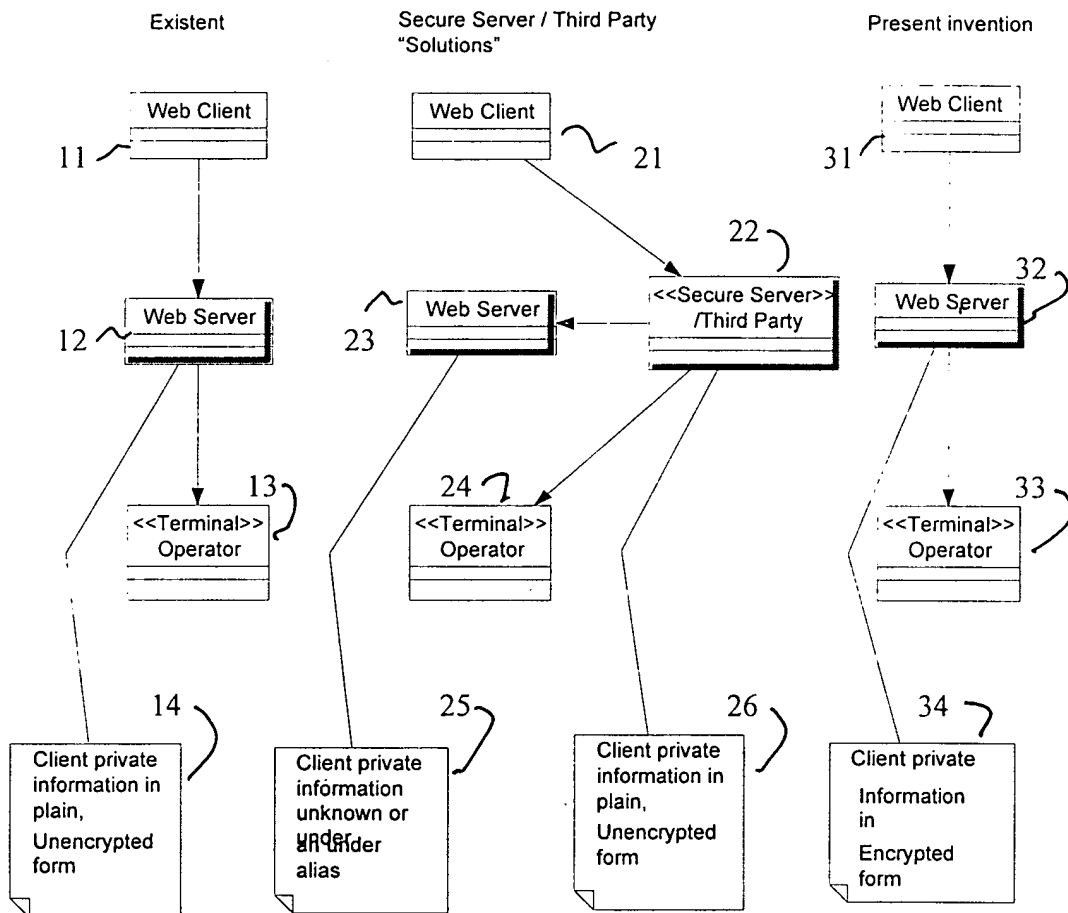 Existent
Secure Server / Third Party
"Solutions"
Present invention
Web Client
11
Web Client
21
Web Client
31
22
<<Secure Server>>
/Third Party
Web Server
12
Web Server
23
Web Server
32
13
<<Terminal>>
Operator
24
<<Terminal>>
Operator
33
<<Terminal>>
Operator
14
Client private
information in
plain,
Unencrypted
form
25
Client private
information
unknown or
under
an under
alias
26
Client private
information in
plain,
Unencrypted
form
34
Client private
Information
in
Encrypted
form